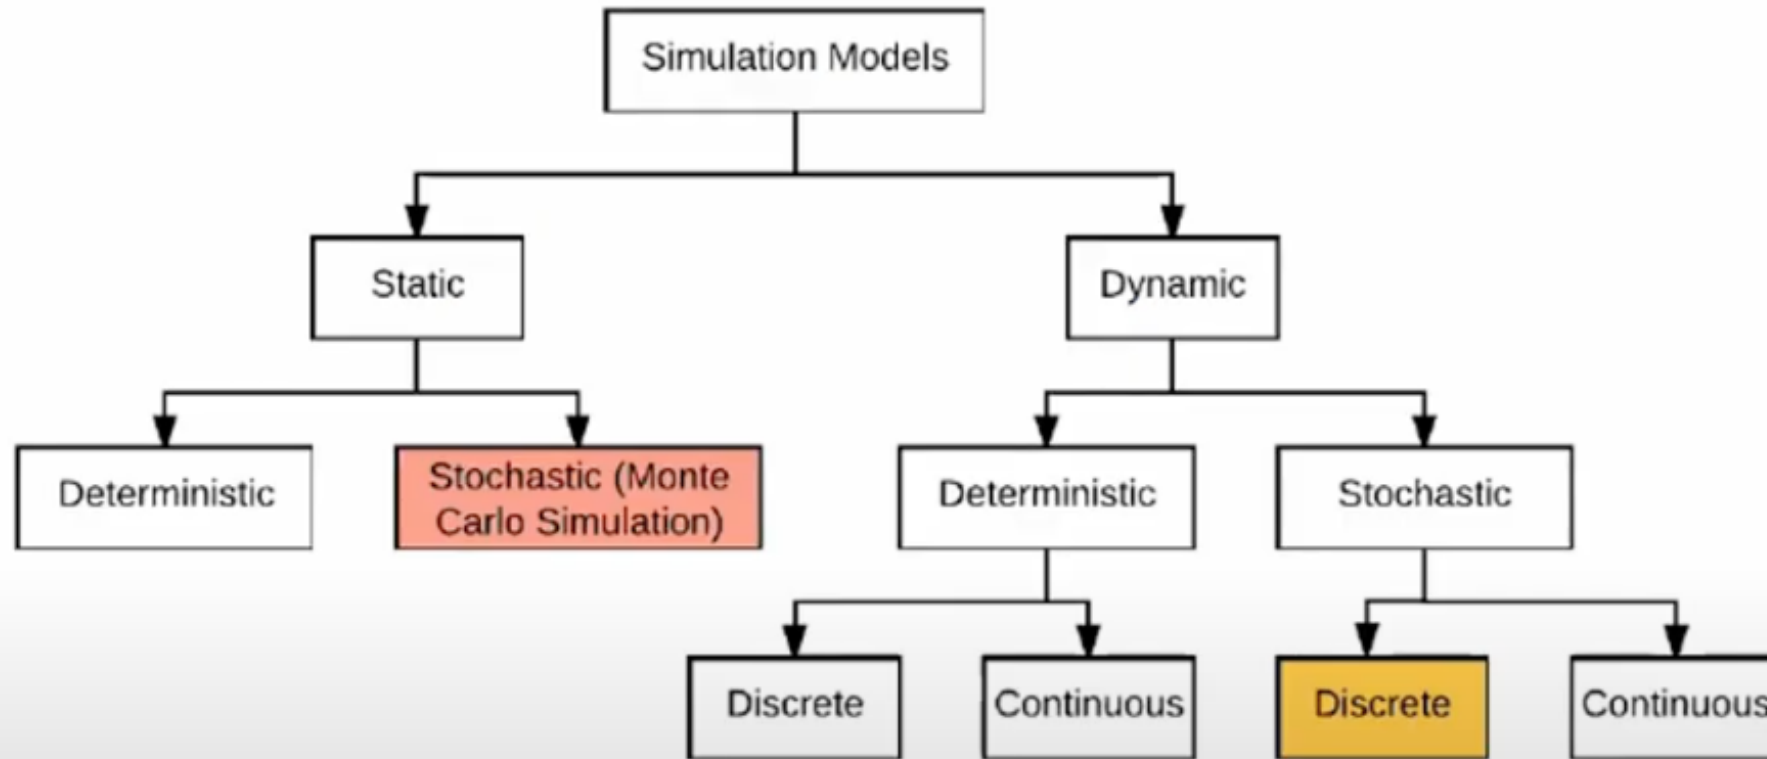 Simulation Models
Static
Dynamic
Deterministic
Stochastic (Monte
Carlo Simulation)
Deterministic
Stochastic
Discrete
Continuous
Discrete
Continuous